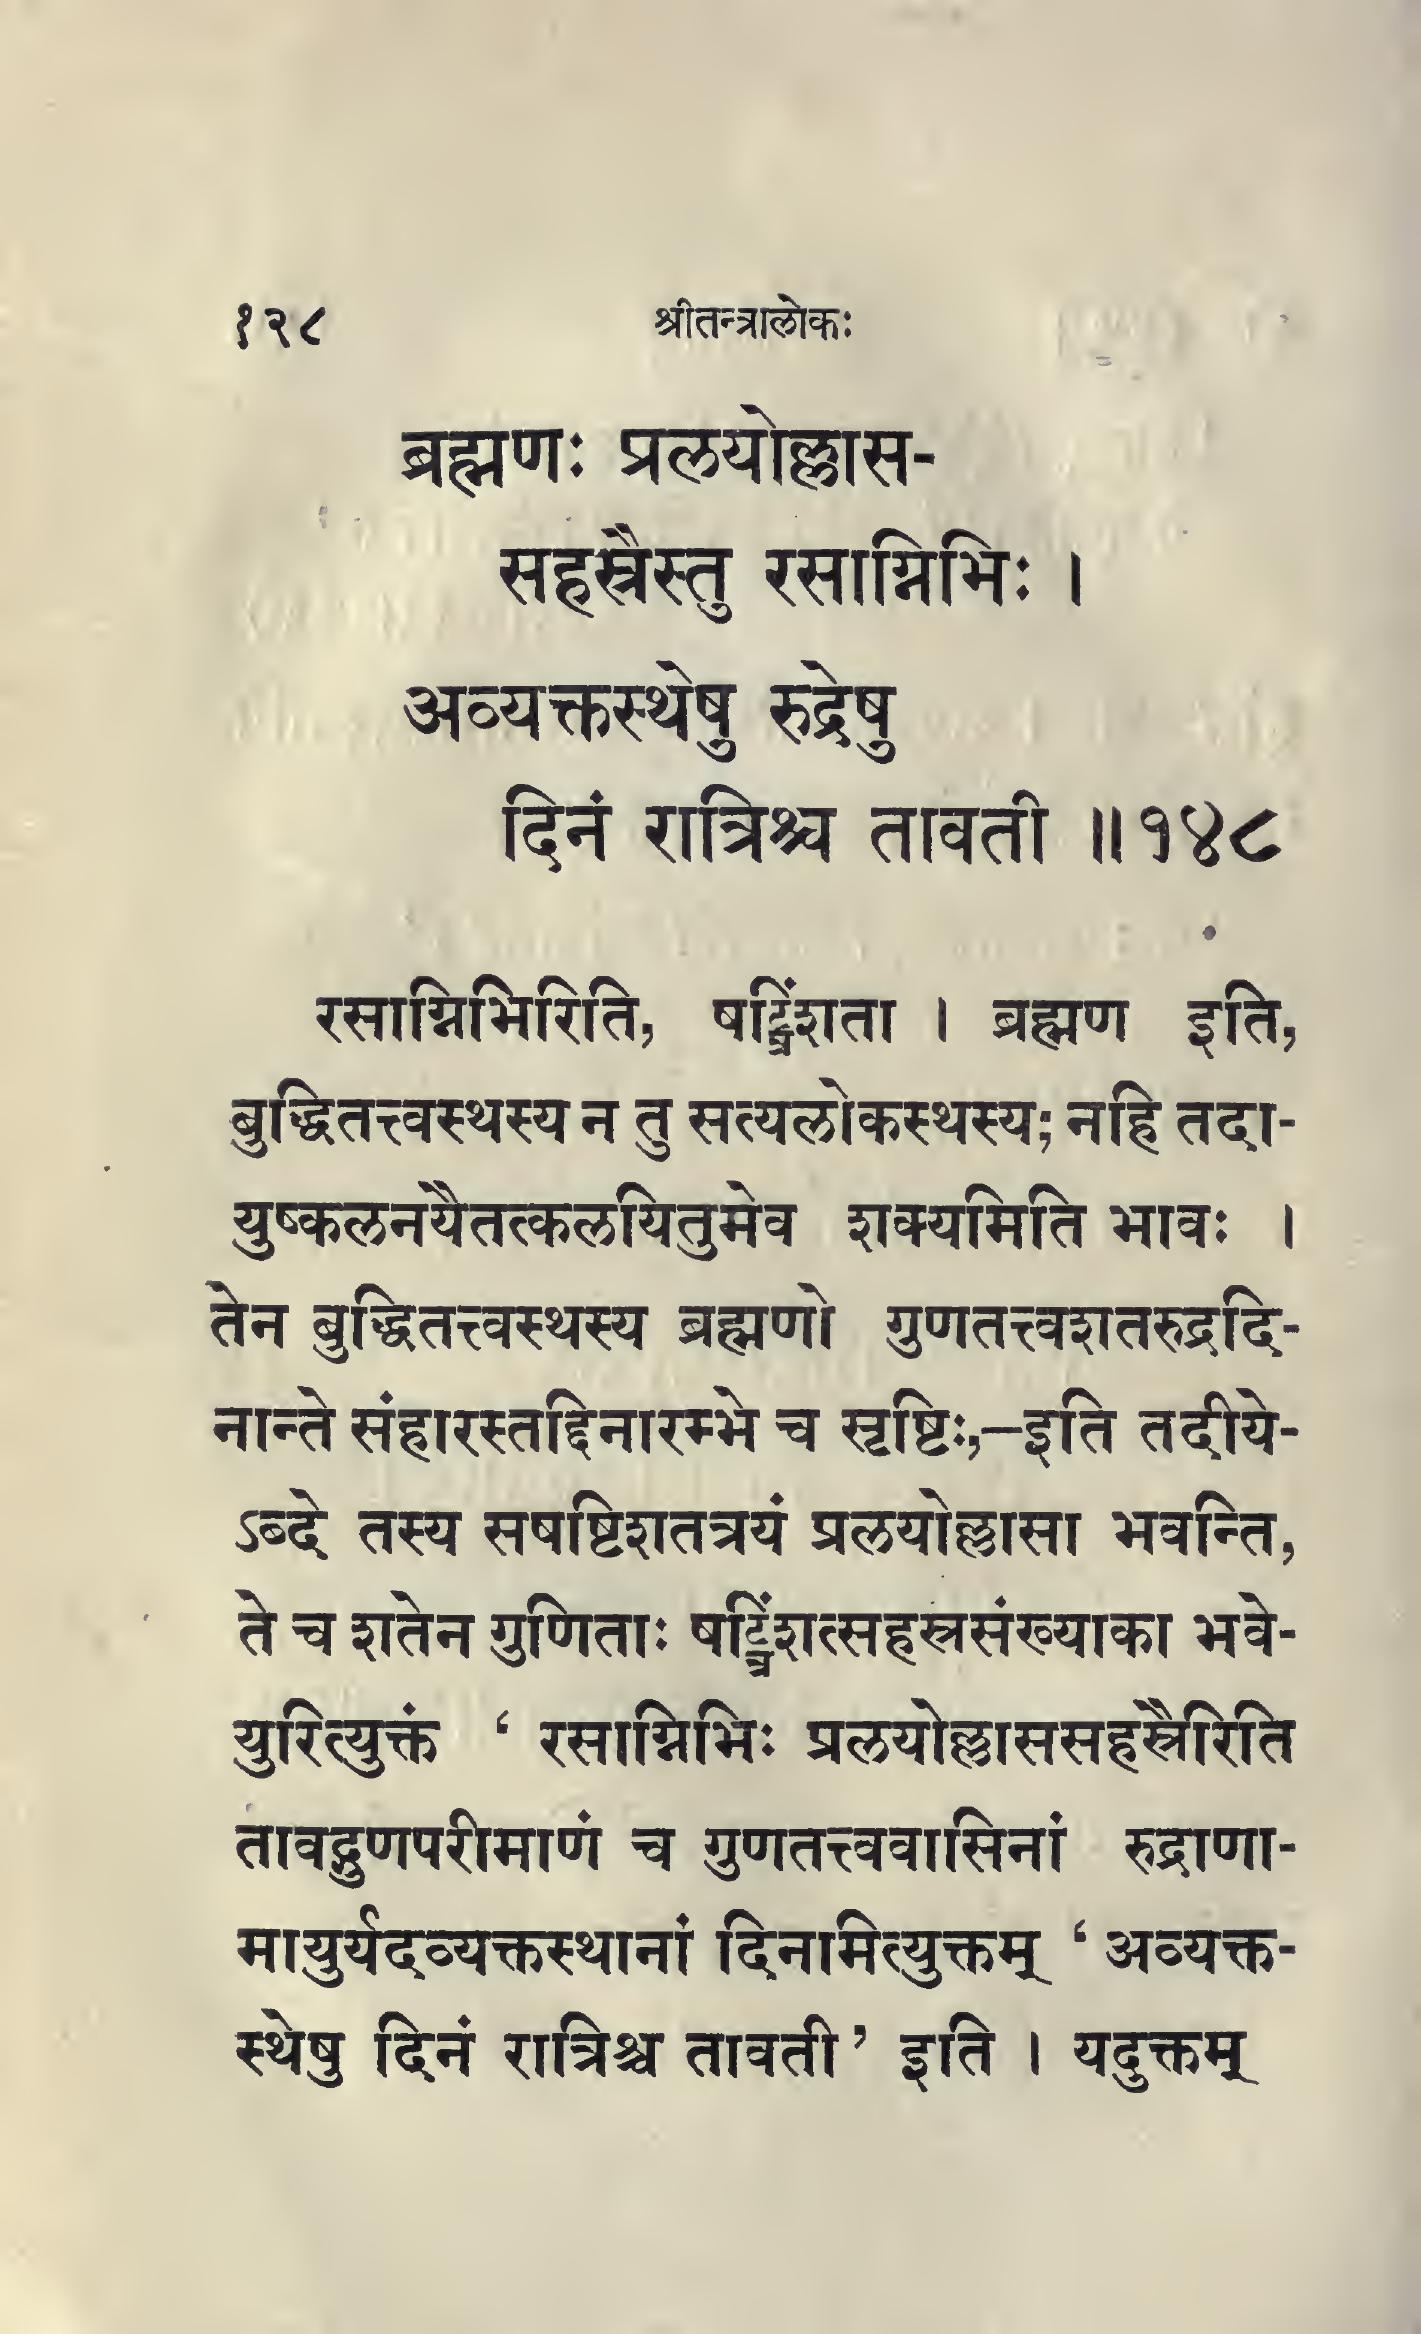 १२८ श्रीतन्त्रालोकः
ब्रह्मणः प्रलयोल्लास-
सहस्रैस्तु रसाग्निभिः ।
अव्यक्तस्थेषु रुद्रेषु
दिनं रात्रिश्च तावती ॥१४८
रसाग्निभिरिति, षट्त्रिंशता । ब्रह्मण इति,
बुद्धितत्त्वस्थस्य न तु सत्यलोकस्थस्य; नहि तदा-
युष्कलनयैतत्कलयितुमेव शक्यमिति भावः ।
तेन बुद्धितत्त्वस्थस्य ब्रह्मणो गुणतत्त्वशतरुद्रदि-
नान्ते संहारस्तद्दिनारम्भे च सृष्टिः,—इति तदीये-
ऽब्दे तस्य सषष्टिशतत्रयं प्रलयोल्लासा भवन्ति,
ते च शतेन गुणिताः षट्त्रिंशत्सहस्रसंख्याका भवे-
युरित्युक्तं ‘ रसाग्निभिः प्रलयोल्लाससहस्रैरिति
तावद्गुणपरीमाणं च गुणतत्त्ववासिनां रुद्राणा-
मायुर्यदव्यक्तस्थानां दिनामित्युक्तम् ‘ अव्यक्त-
स्थेषु दिनं रात्रिश्च तावती ’ इति । यदुक्तम्